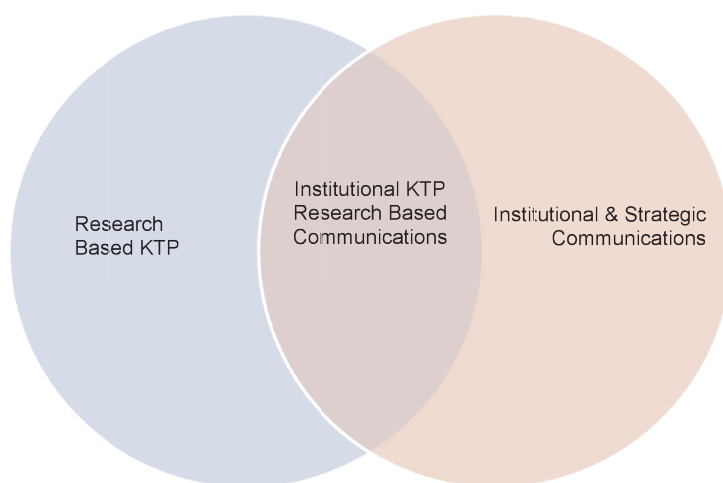 Research
Based KTP
Institutional KTP
Research Based
Communications
Institutional & Strategic
Communications